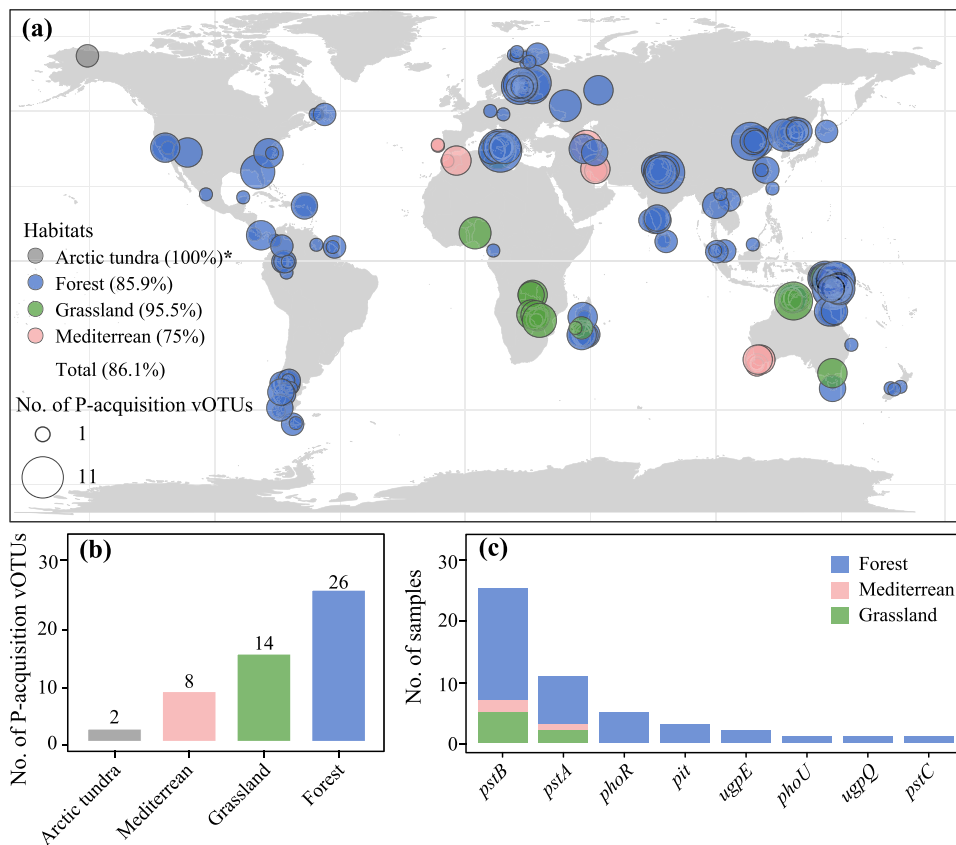 (a)
Habitats
Arctic tundra (100%)*
Forest (85.9%)
Grassland (95.5%)
Mediterrean (75%)
Total (86.1%)
No. of P-acquisition vOTUs
1
11
(b)
No. of P-acquisition vOTUs
30
20
10
0
2
8
14
26
Arctic tundra
Mediterrean
Grassland
Forest
(c)
No. of samples
30
20
10
0
Forest
Mediterrean
Grassland
pstB
pstA
phoR
pit
ugpE
phoU
ugpQ
pstC